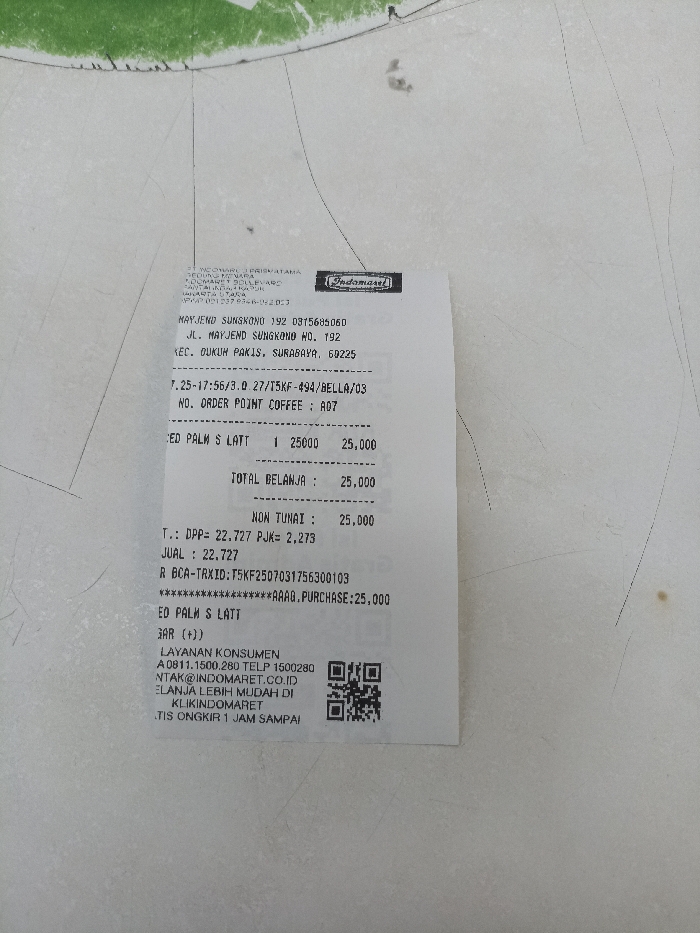 Indomaret
GEDUNG MENARA
INDOMARET BOULEVARD
MAYJEND SUNGKONO 192 0315685060
JL. MAYJEND SUNGKONO NO. 192
KEC. DUKUH PAKIS, SURABAYA, 60225
7.25-17:56/3.0.27/T5KF-494/BELLA/03
NO. ORDER POINT COFFEE : A07
ED PALM S LATT 1 25000 25,000
TOTAL BELANJA : 25,000
NON TUNAI : 25,000
T.: DPP= 22,727 PJK= 2,273
JUAL : 22,727
R BCA-TRXID:T5KF2507031756300103
*******************AAAG,PURCHASE:25,000
ED PALM S LATT
GAR (+))
LAYANAN KONSUMEN
A 0811.1500.280 TELP 1500280
NTAK@INDOMARET.CO.ID
ELANJA LEBIH MUDAH DI
KLIKINDOMARET
TIS ONGKIR 1 JAM SAMPAI